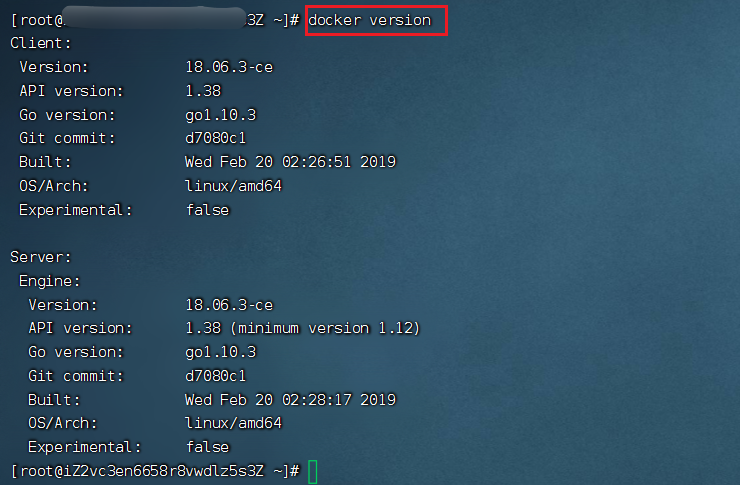 [root@ 3Z ~]# docker version
Client:
Version: 18.06.3-ce
API version: 1.38
Go version: go1.10.3
Git commit: d7080c1
Built: Wed Feb 20 02:26:51 2019
OS/Arch: linux/amd64
Experimental: false
Server:
Engine:
Version: 18.06.3-ce
API version: 1.38 (minimum version 1.12)
Go version: go1.10.3
Git commit: d7080c1
Built: Wed Feb 20 02:28:17 2019
OS/Arch: linux/amd64
Experimental: false
[root@iZ2vc3en6658r8vwdlz5s3Z ~]#